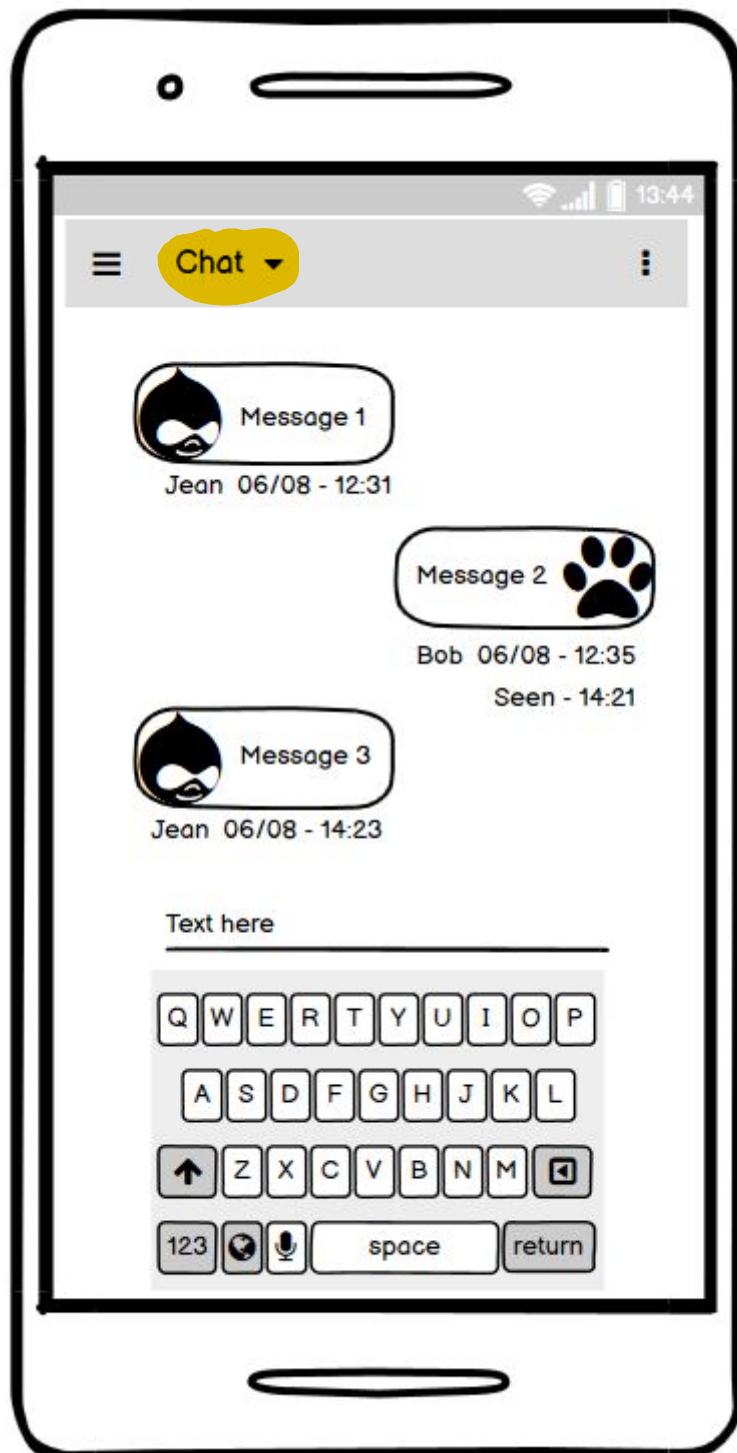 13:44
Chat
Message 1
Jean 06/08 - 12:31
Message 2
Bob 06/08 - 12:35
Seen - 14:21
Message 3
Jean 06/08 - 14:23
Text here
Q W E R T Y U I O P
A S D F G H J K L
Z X C V B N M
123 space return